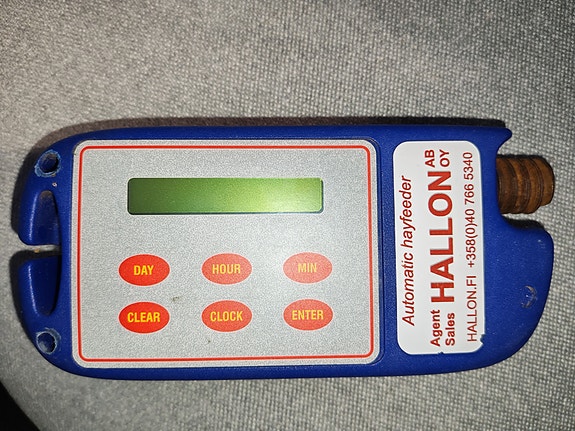 DAY
HOUR
MIN
CLEAR
CLOCK
ENTER
Automatic hayfeeder
Agent
Sales
HALLON AB
OY
HALLON.FI +358(0)40 766 5340